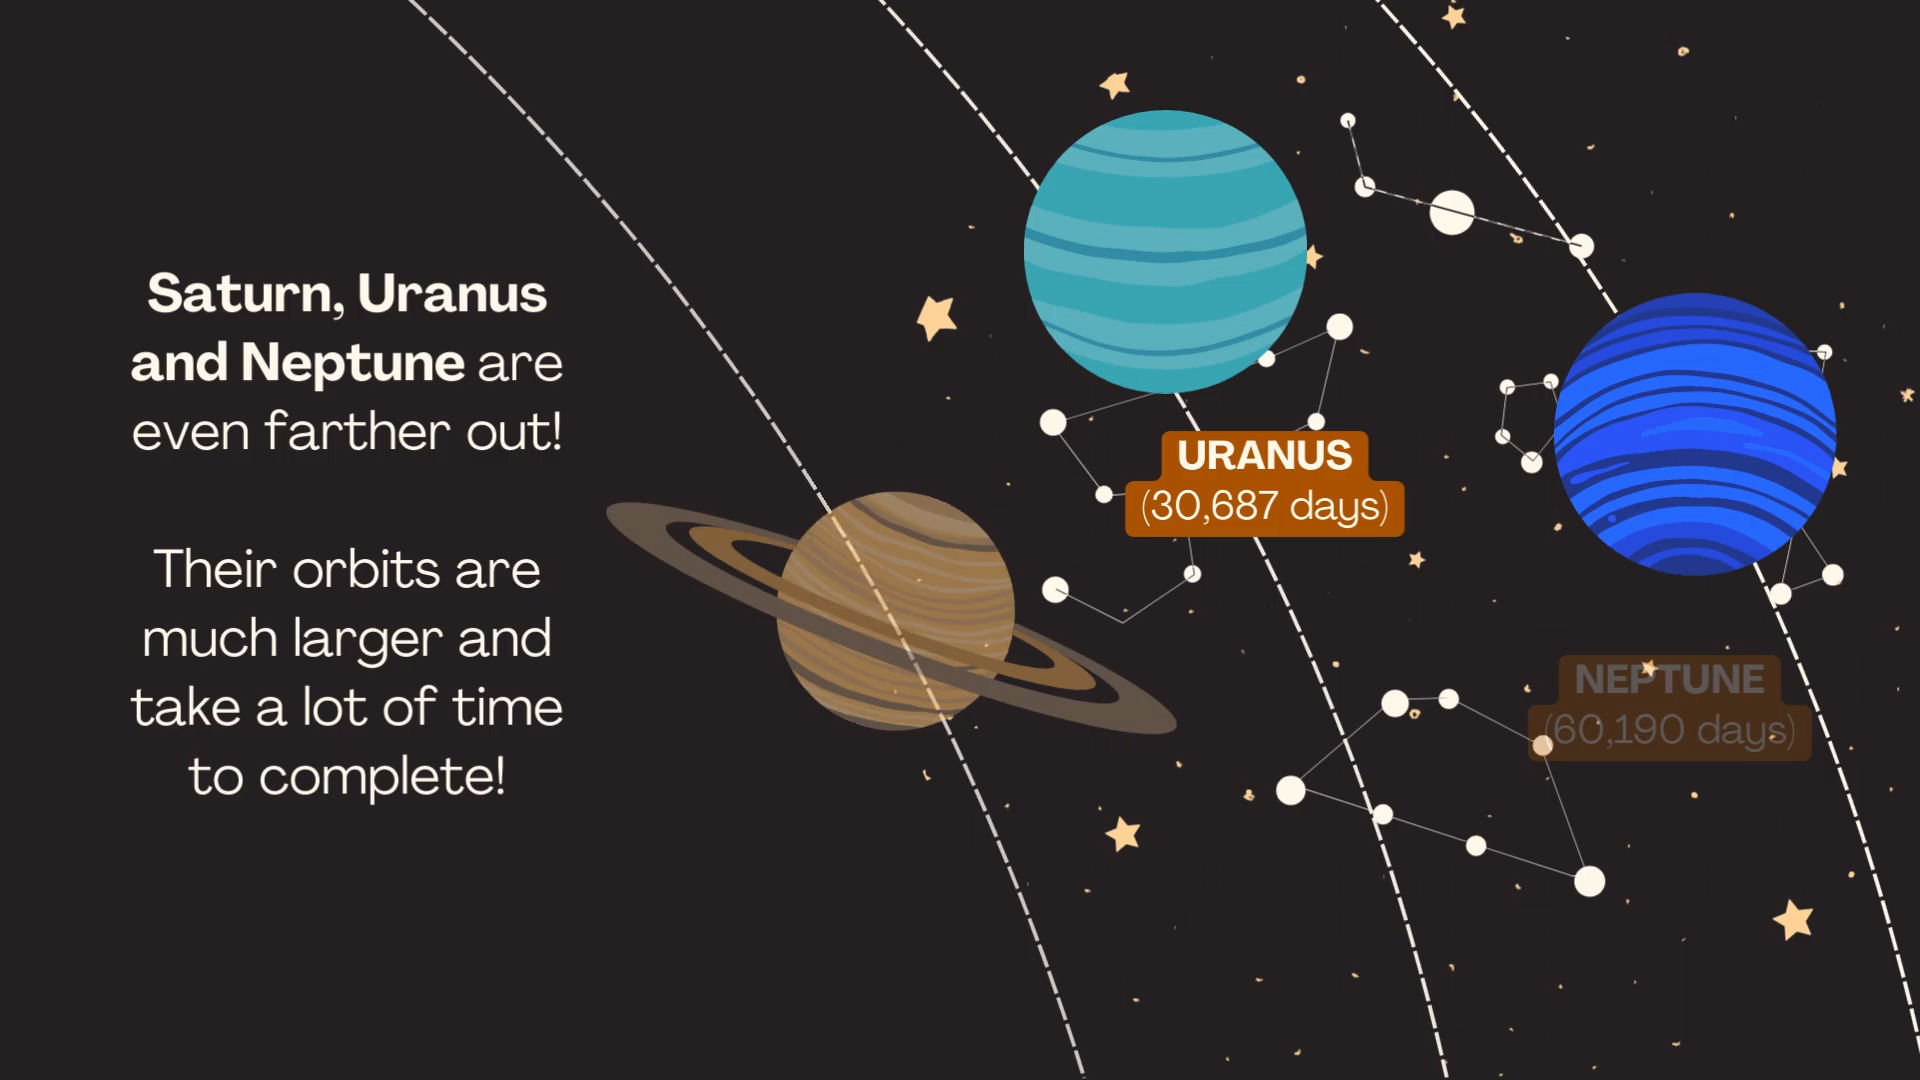 Saturn, Uranus
and Neptune are
even farther out!
Their orbits are
much larger and
take a lot of time
to complete!
URANUS
(30,687 days)
NEPTUNE
(60,190 days)